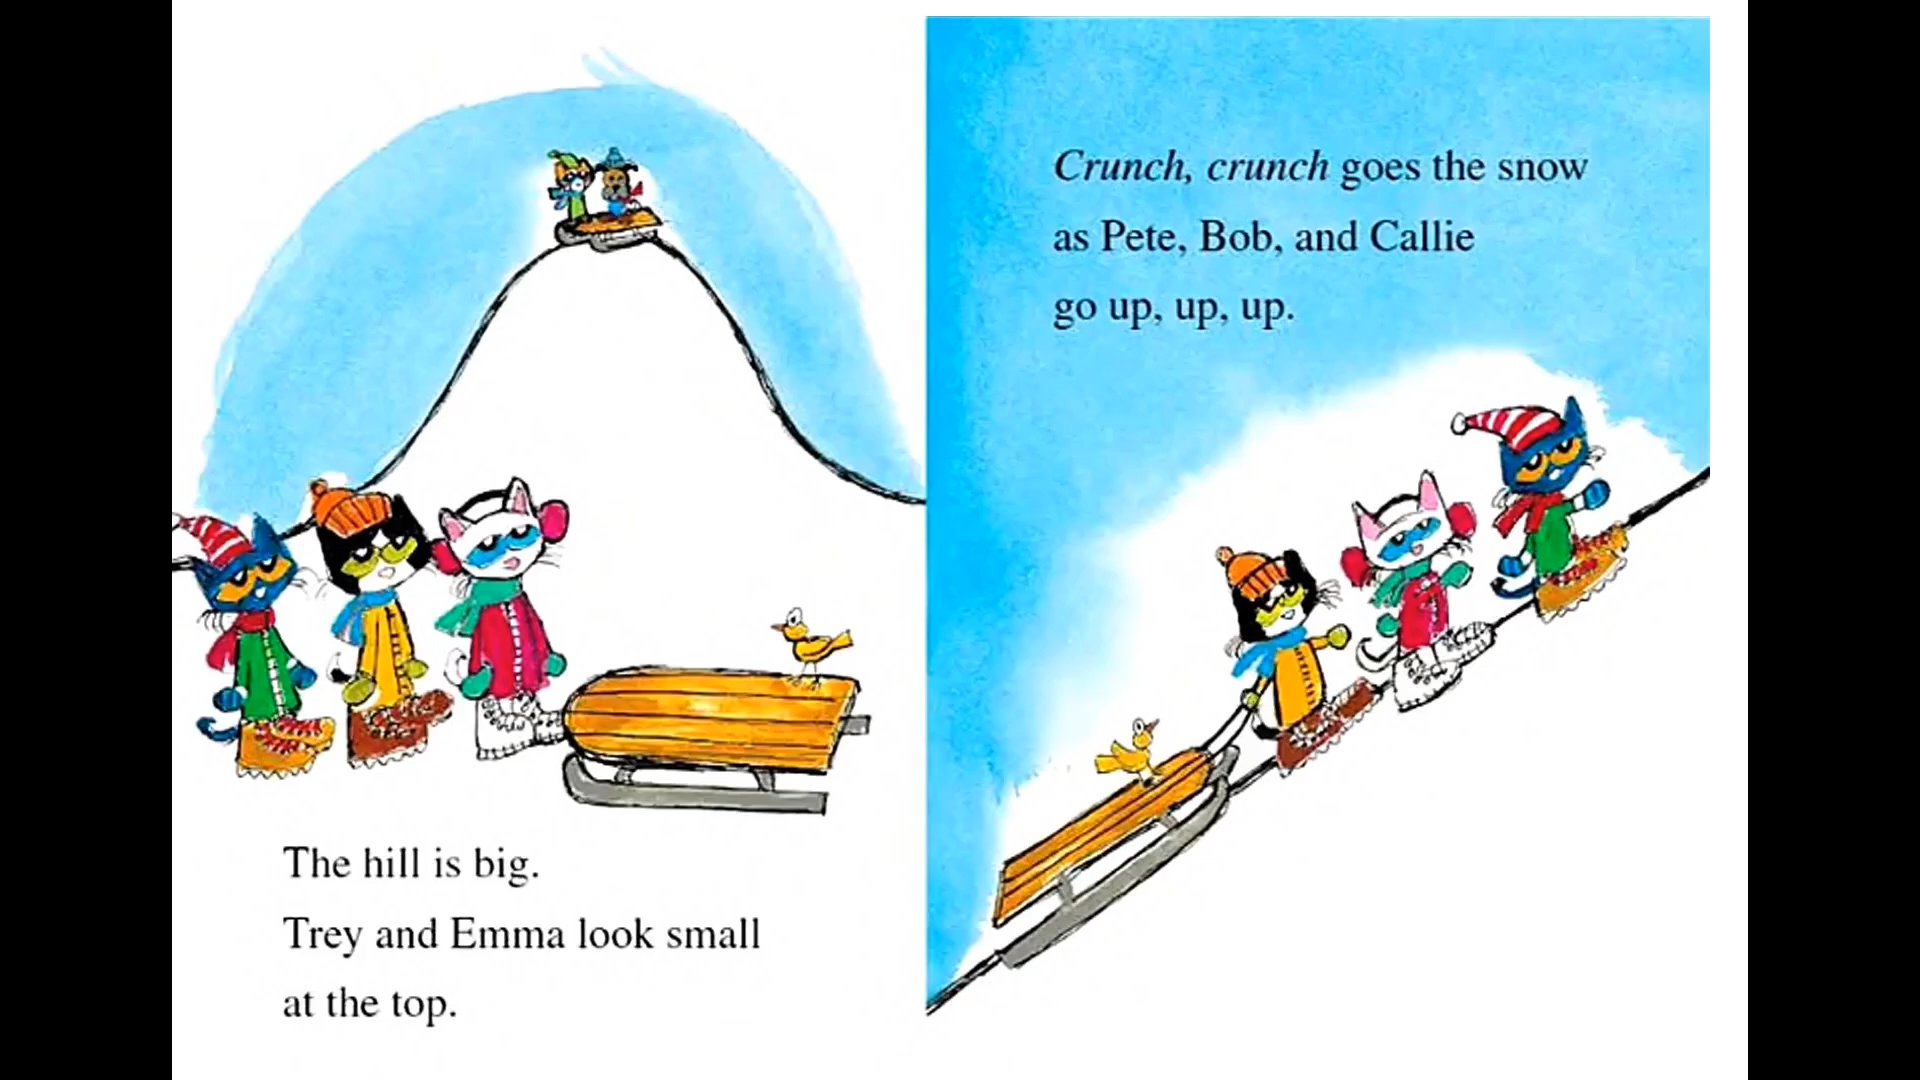 The hill is big.
Trey and Emma look small
at the top.
Crunch, crunch goes the snow
as Pete, Bob, and Callie
go up, up, up.